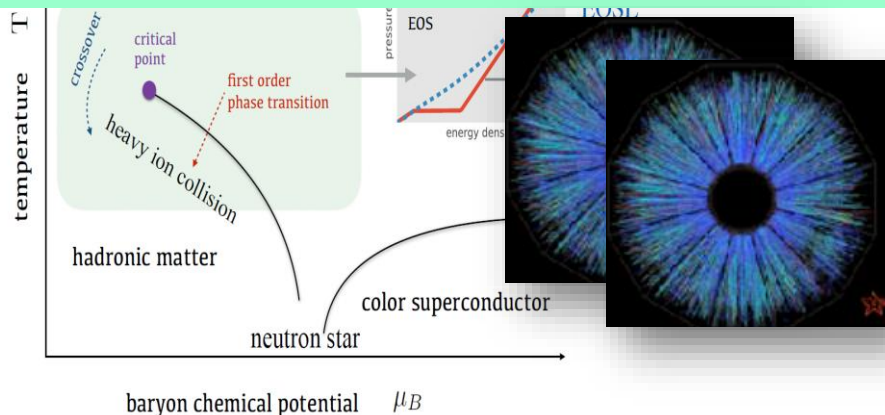 T
temperature
crossover
critical
point
first order
phase transition
heavy ion collision
pressure
EOS
energy dens
hadronic matter
color superconductor
neutron star
baryon chemical potential μB